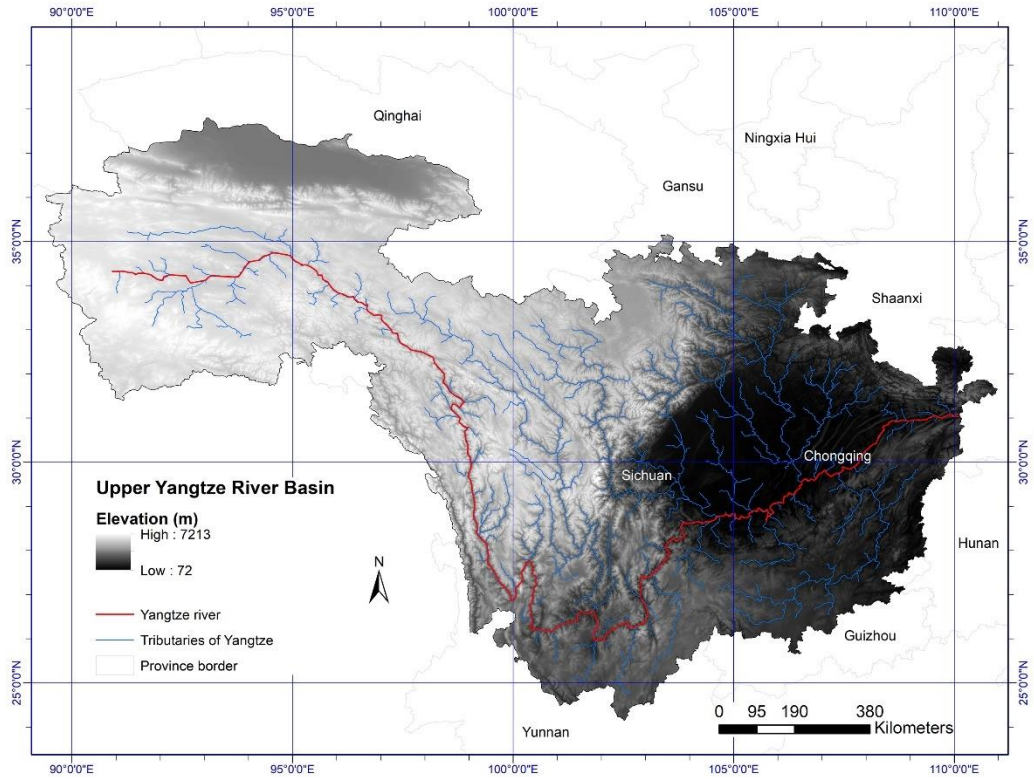 90°0'0"E 95°0'0"E 100°0'0"E 105°0'0"E 110°0'0"E
Qinghai
Ningxia Hui
Gansu
35°0'0"N 35°0'0"N
Shaanxi
Chongqing
30°0'0"N 30°0'0"N
Sichuan
Upper Yangtze River Basin
Elevation (m)
High : 7213
Low : 72
N
Hunan
Yangtze river
Tributaries of Yangtze
Province border
Guizhou
25°0'0"N 25°0'0"N
0 95 190 380
Kilometers
Yunnan
90°0'0"E 95°0'0"E 100°0'0"E 105°0'0"E 110°0'0"E